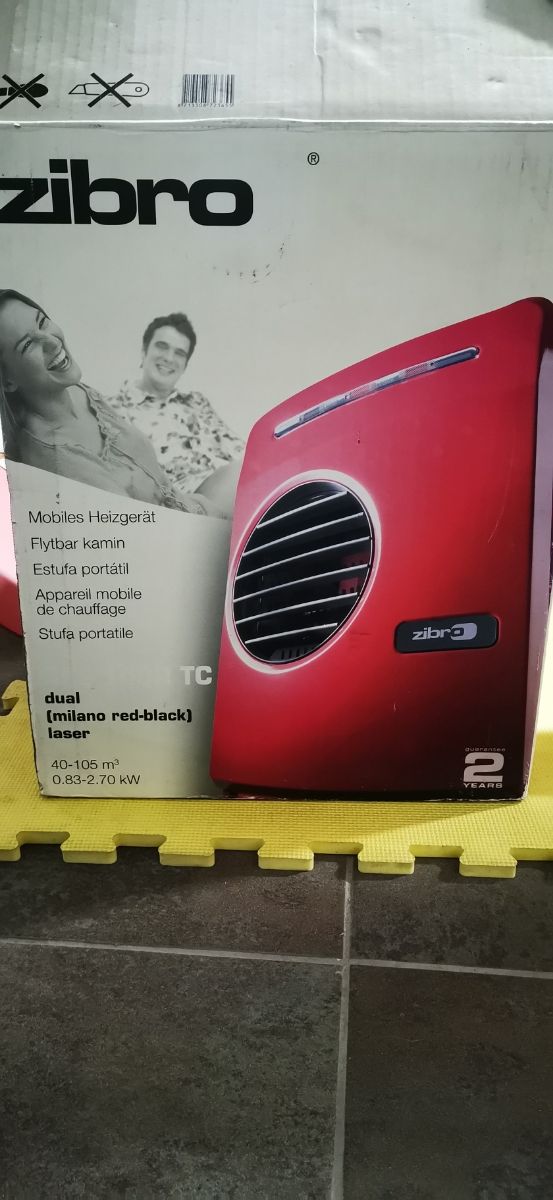 zibro
®
Mobiles Heizgerät
Flytbar kamin
Estufa portátil
Appareil mobile
de chauffage
Stufa portatile
TC
dual
(milano red-black)
laser
40-105 m³
0.83-2.70 kW
zibro
guarantee
2
YEARS